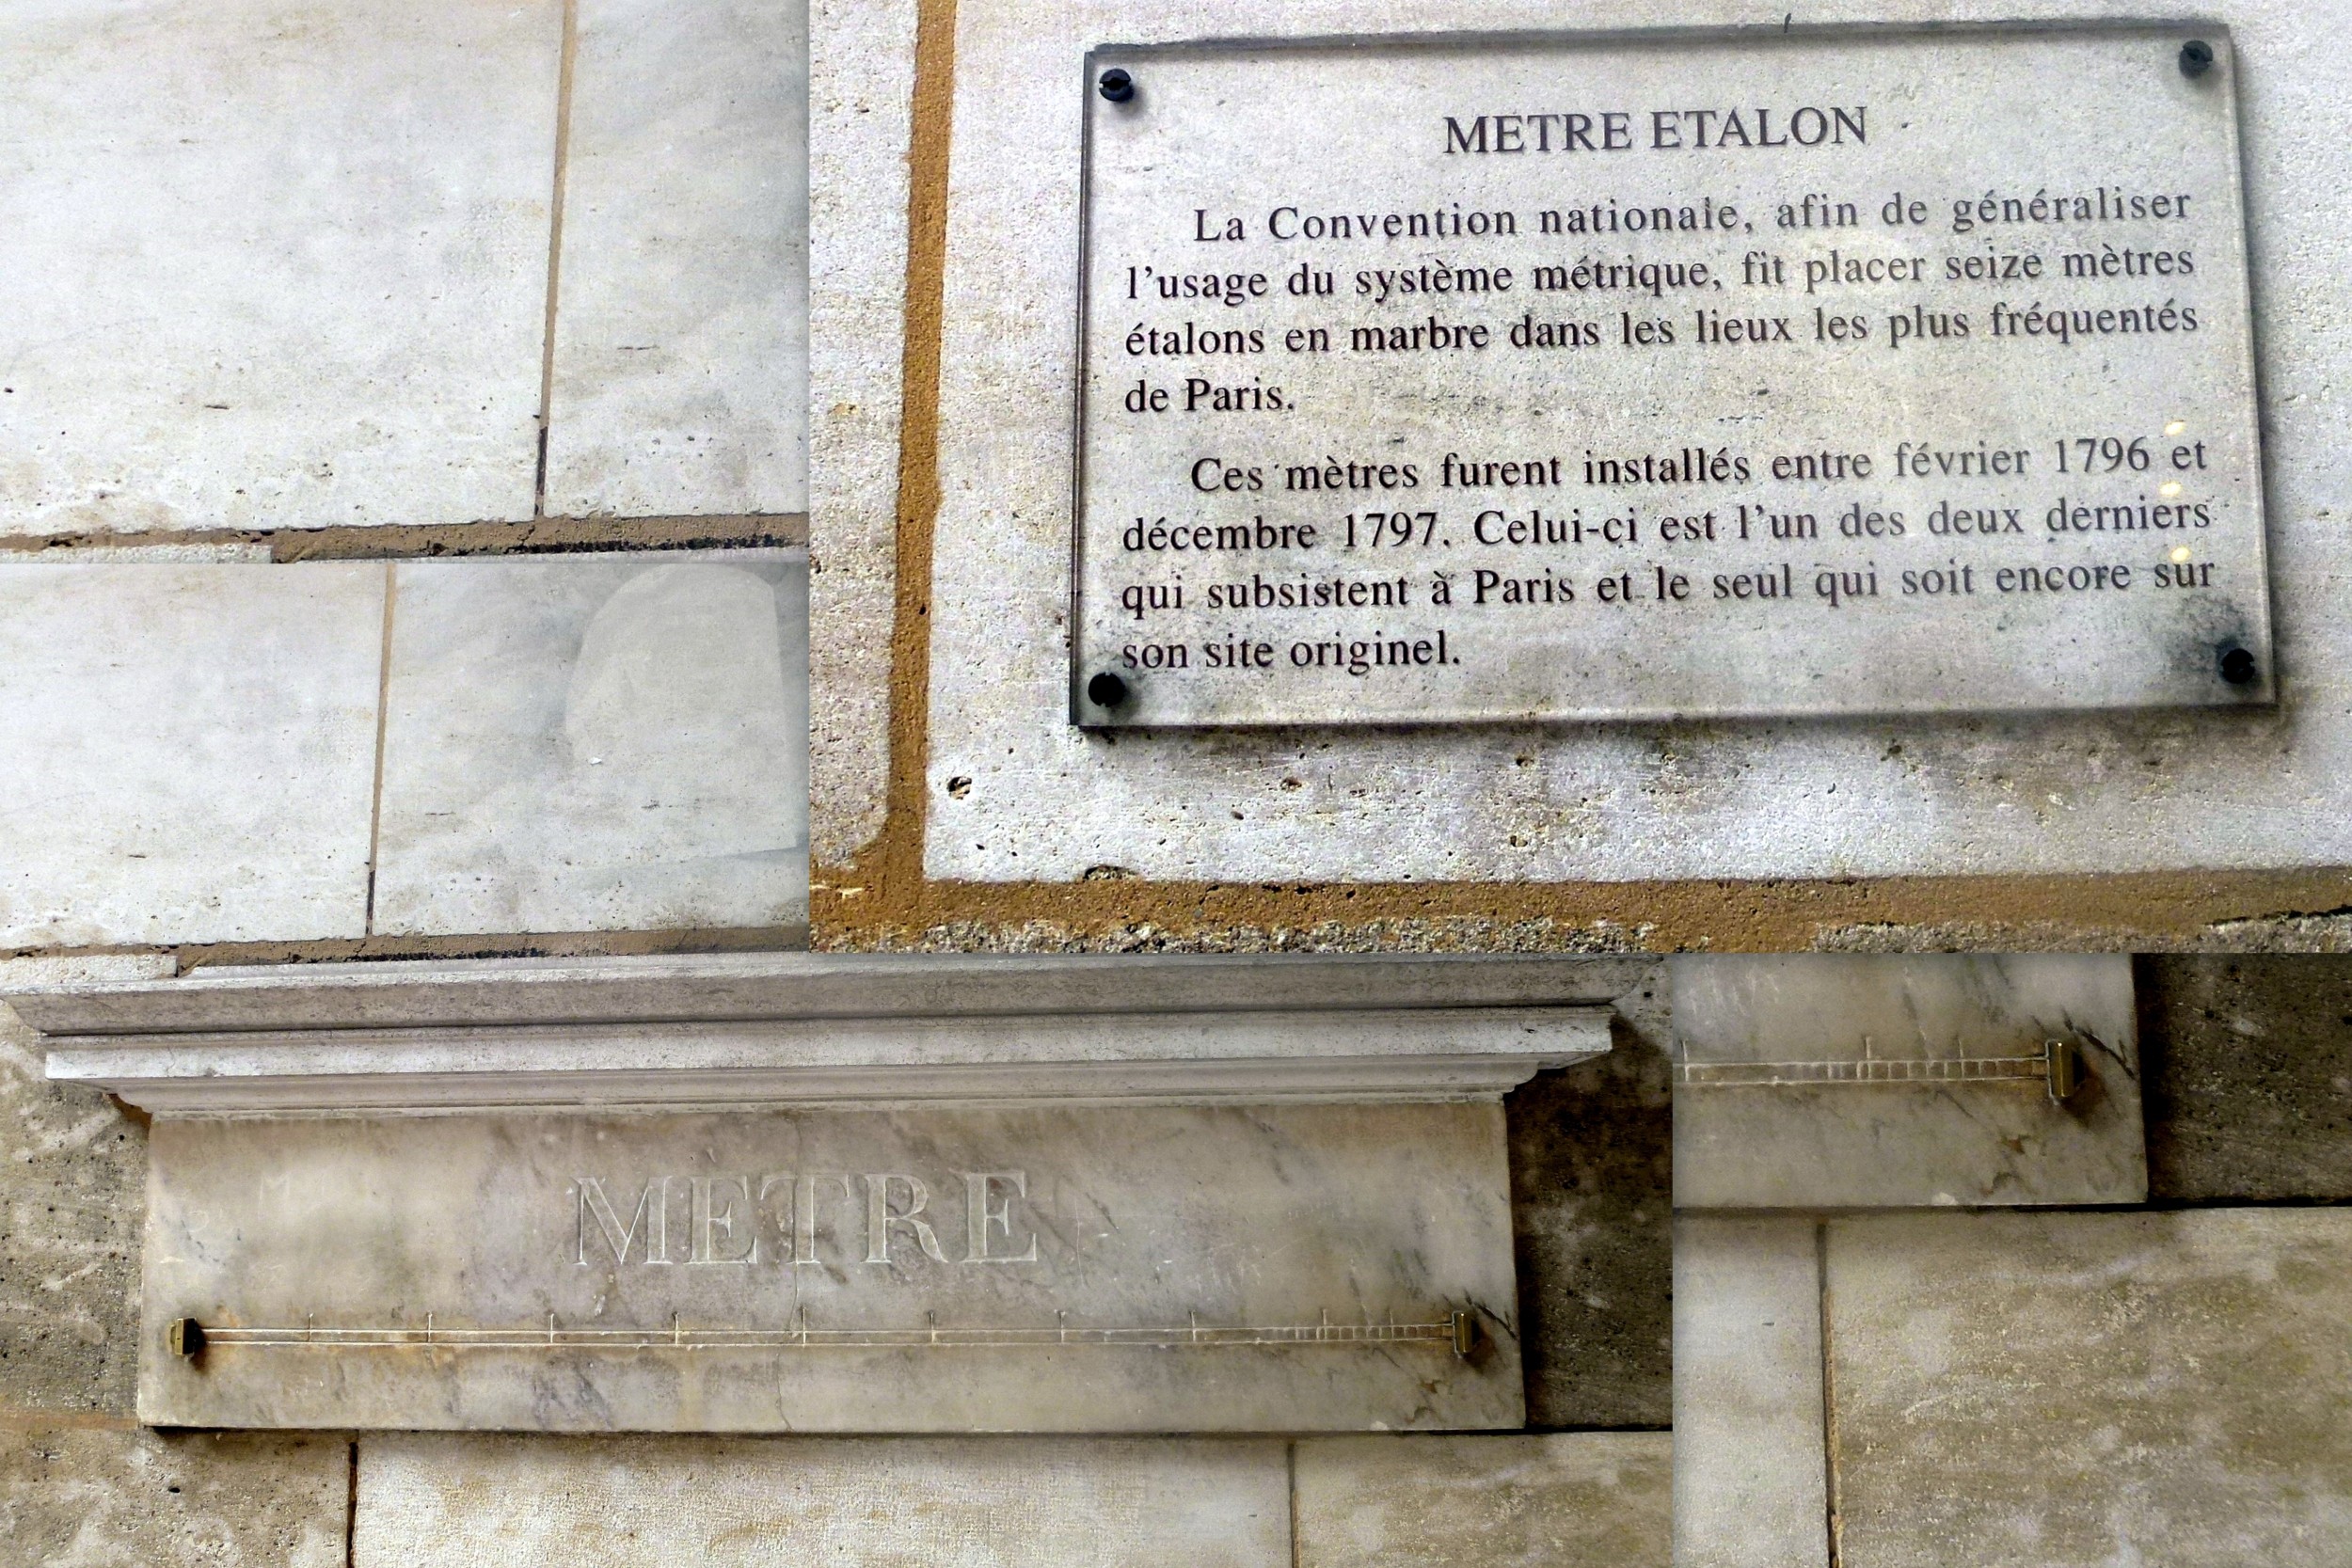 METRE ETALON
La Convention nationale, afin de généraliser
l'usage du système métrique, fit placer seize mètres
étalons en marbre dans les lieux les plus fréquentés
de Paris.
Ces mètres furent installés entre février 1796 et
décembre 1797. Celui-ci est l'un des deux derniers
qui subsistent à Paris et le seul qui soit encore sur
son site originel.
METRE